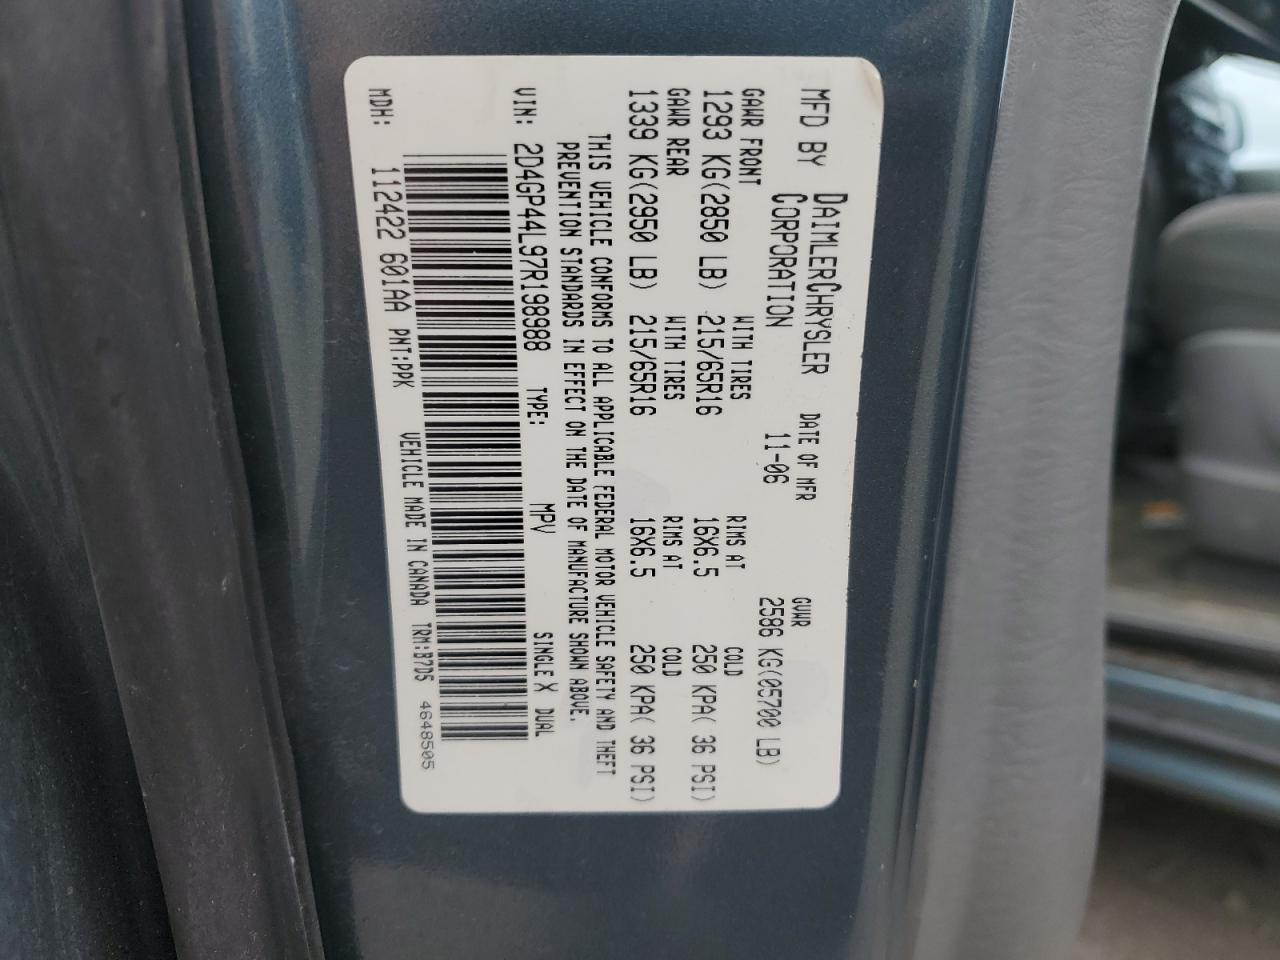 MFD BY DAIMLERCHRYSLER CORPORATION DATE OF MFR 11-06 GVWR 2586 KG(05700 LB)
GAWR FRONT WITH TIRES RIMS AT COLD
1293 KG(2850 LB) 215/65R16 16X6.5 250 KPA( 36 PSI)
GAWR REAR WITH TIRES RIMS AT COLD
1339 KG(2950 LB) 215/65R16 16X6.5 250 KPA( 36 PSI)
THIS VEHICLE CONFORMS TO ALL APPLICABLE FEDERAL MOTOR VEHICLE SAFETY AND THEFT
PREVENTION STANDARDS IN EFFECT ON THE DATE OF MANUFACTURE SHOWN ABOVE.
VIN: 2D4GP44L97R198988 TYPE: MPV SINGLE X DUAL
MDH: 112422 601AA PNT:PPK VEHICLE MADE IN CANADA TRM:B7D5 4648505